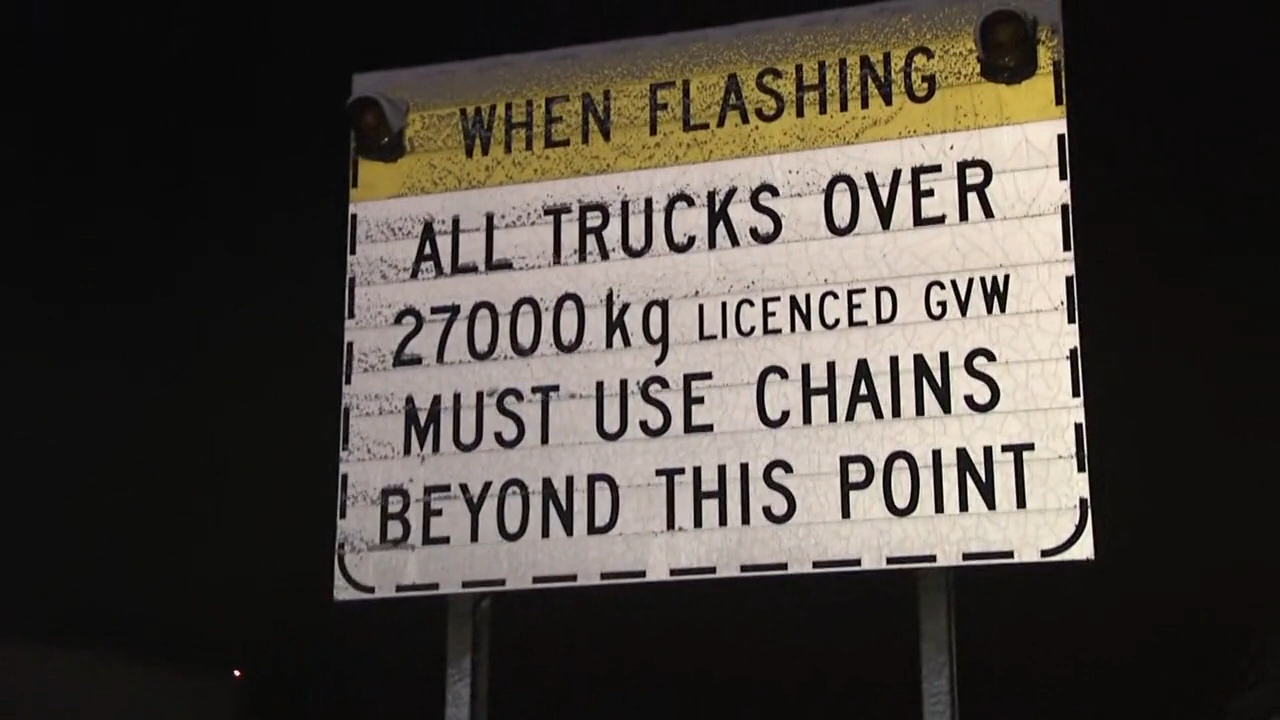 WHEN FLASHING
ALL TRUCKS OVER
27000 kg LICENCED GVW
MUST USE CHAINS
BEYOND THIS POINT